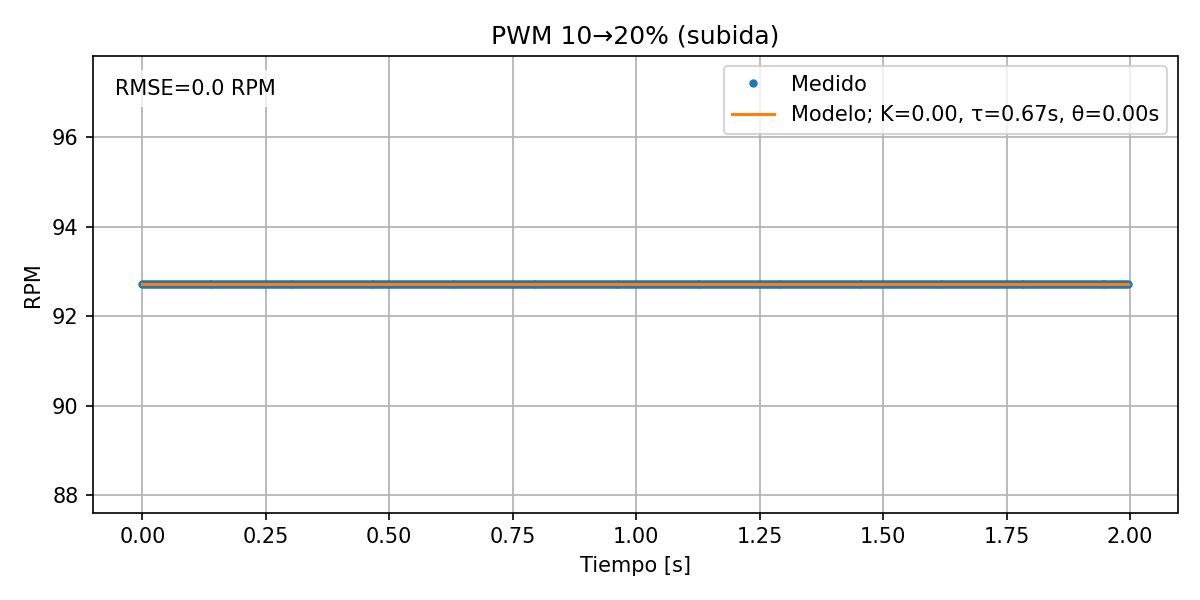 PWM 10→20% (subida)
RMSE=0.0 RPM
Medido
Modelo; K=0.00, τ=0.67s, θ=0.00s
RPM
96
94
92
90
88
0.00 0.25 0.50 0.75 1.00 1.25 1.50 1.75 2.00
Tiempo [s]